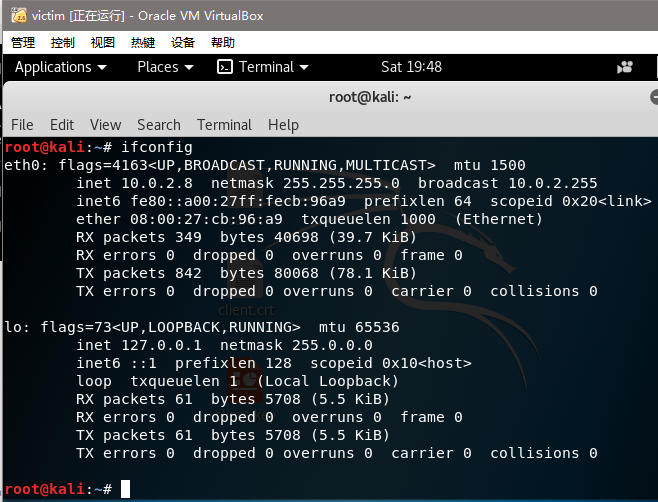 victim [正在运行] - Oracle VM VirtualBox
管理 控制 视图 热键 设备 帮助
Applications Places Terminal Sat 19:48
root@kali: ~
File Edit View Search Terminal Help
root@kali:~# ifconfig
eth0: flags=4163<UP,BROADCAST,RUNNING,MULTICAST>  mtu 1500
        inet 10.0.2.8  netmask 255.255.255.0  broadcast 10.0.2.255
        inet6 fe80::a00:27ff:fecb:96a9  prefixlen 64  scopeid 0x20<link>
        ether 08:00:27:cb:96:a9  txqueuelen 1000  (Ethernet)
        RX packets 349  bytes 40698 (39.7 KiB)
        RX errors 0  dropped 0  overruns 0  frame 0
        TX packets 842  bytes 80068 (78.1 KiB)
        TX errors 0  dropped 0 overruns 0  carrier 0  collisions 0
client.crt
lo: flags=73<UP,LOOPBACK,RUNNING>  mtu 65536
        inet 127.0.0.1  netmask 255.0.0.0
        inet6 ::1  prefixlen 128  scopeid 0x10<host>
        loop  txqueuelen 1  (Local Loopback)
        RX packets 61  bytes 5708 (5.5 KiB)
        RX errors 0  dropped 0  overruns 0  frame 0
        TX packets 61  bytes 5708 (5.5 KiB)
        TX errors 0  dropped 0 overruns 0  carrier 0  collisions 0
root@kali:~#